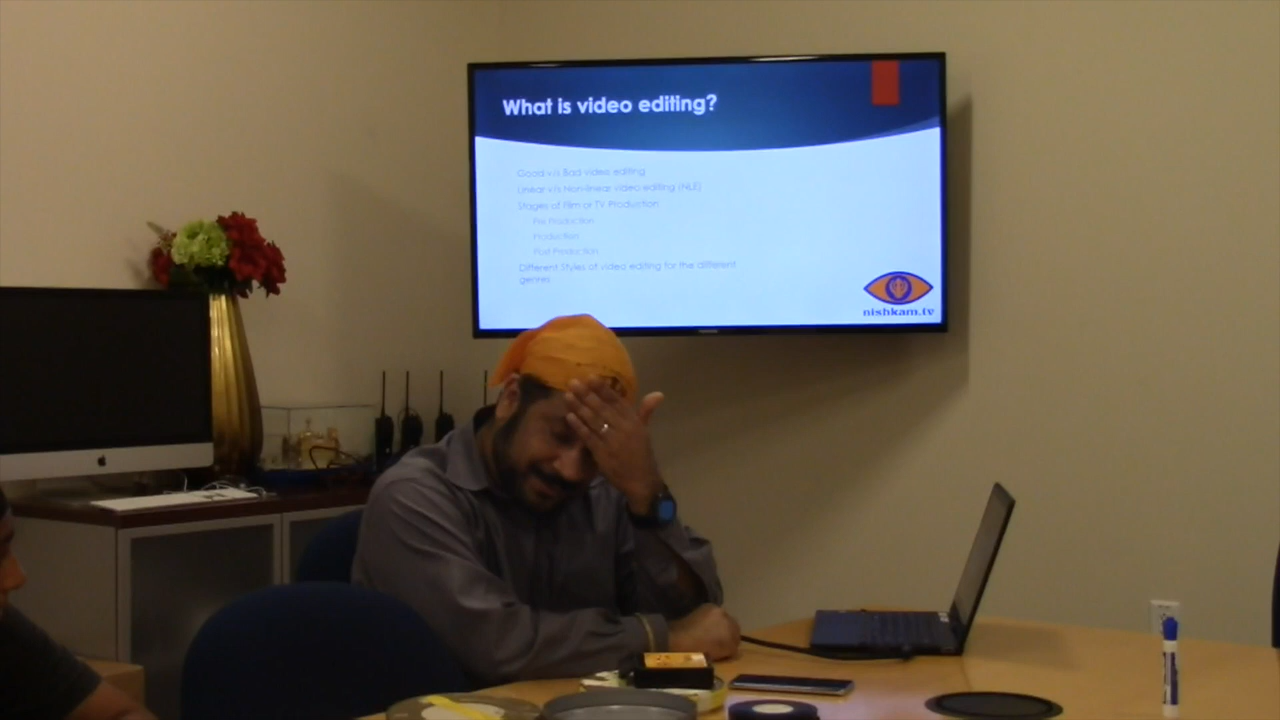 What is video editing?
Good v/s Bad video editing
Linear v/s Non-linear video editing (NLE)
Stages of Film or TV Production
Pre Production
Production
Post Production
Different Styles of video editing for the different
genres
nishkam.tv